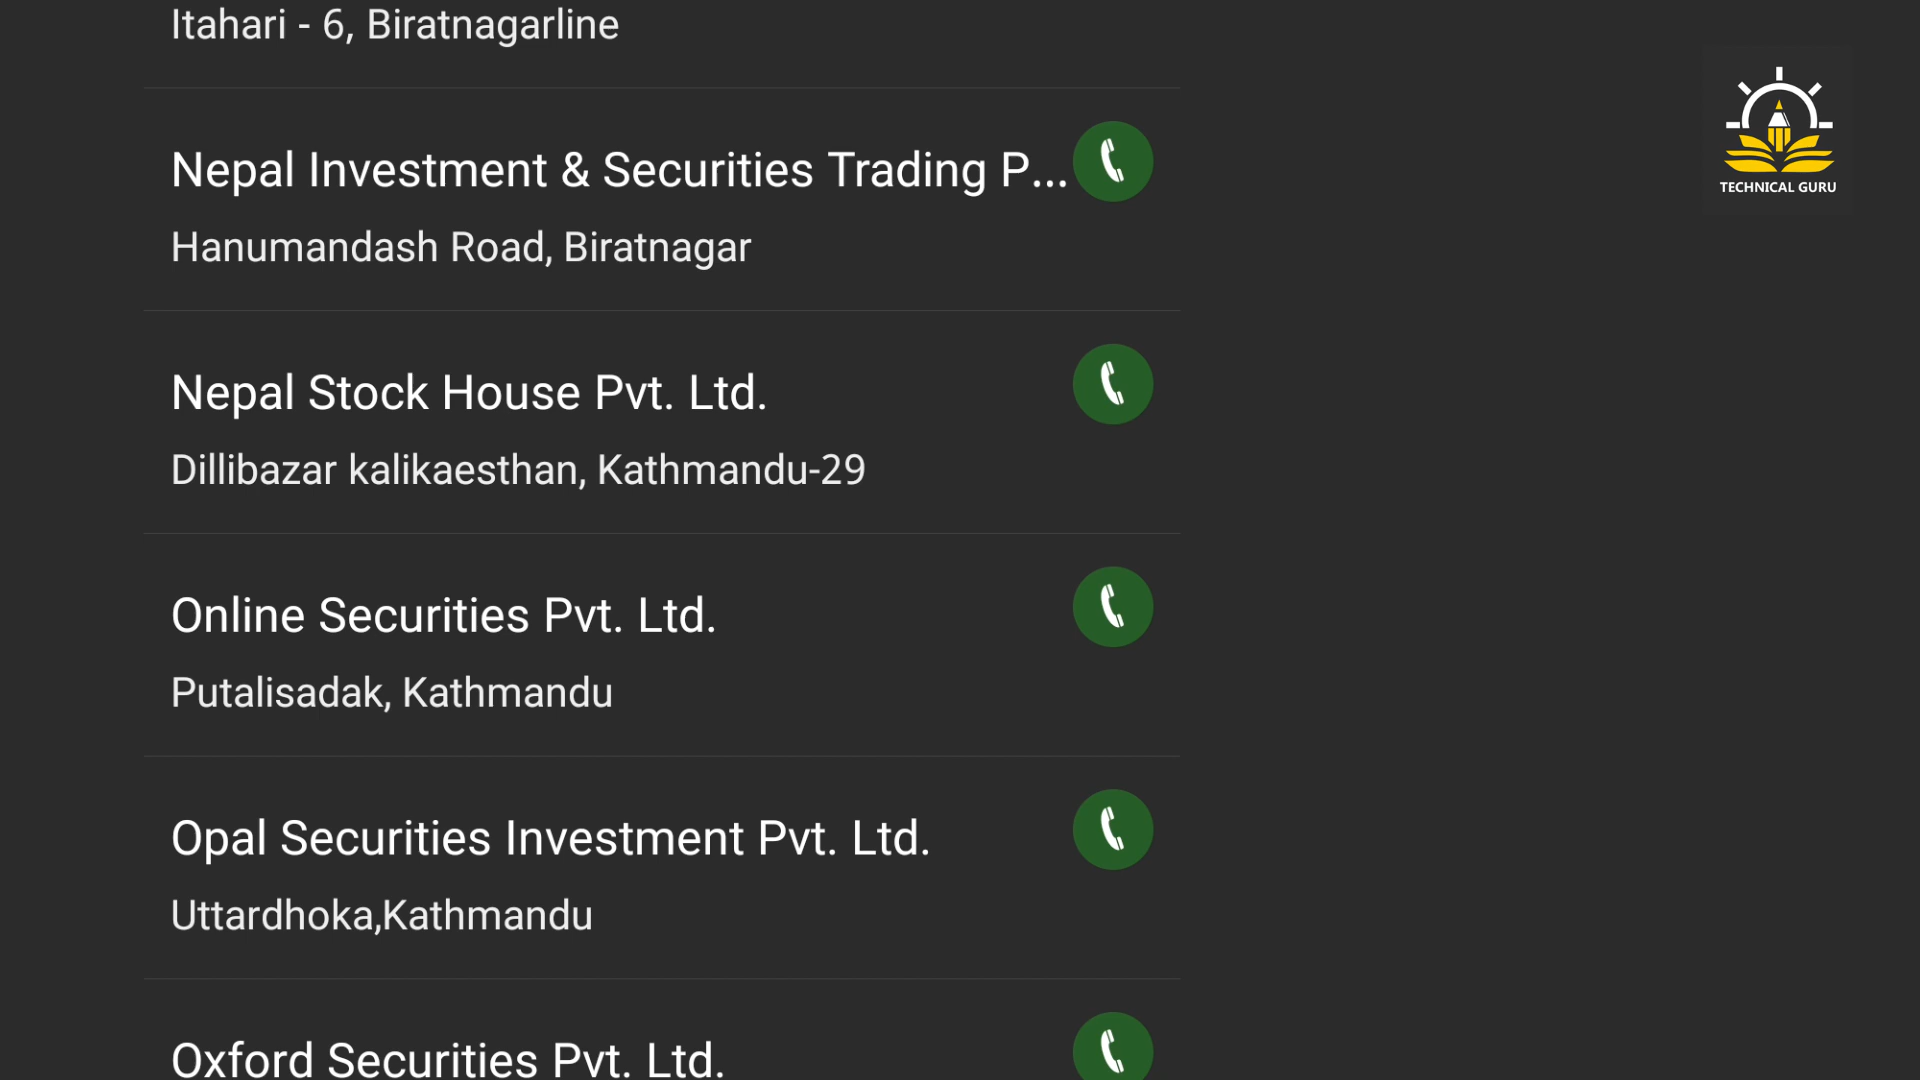 Itahari - 6, Biratnagarline
Nepal Investment & Securities Trading P...
Hanumandash Road, Biratnagar
Nepal Stock House Pvt. Ltd.
Dillibazar kalikaesthan, Kathmandu-29
Online Securities Pvt. Ltd.
Putalisadak, Kathmandu
Opal Securities Investment Pvt. Ltd.
Uttardhoka,Kathmandu
Oxford Securities Pvt. Ltd.
TECHNICAL GURU